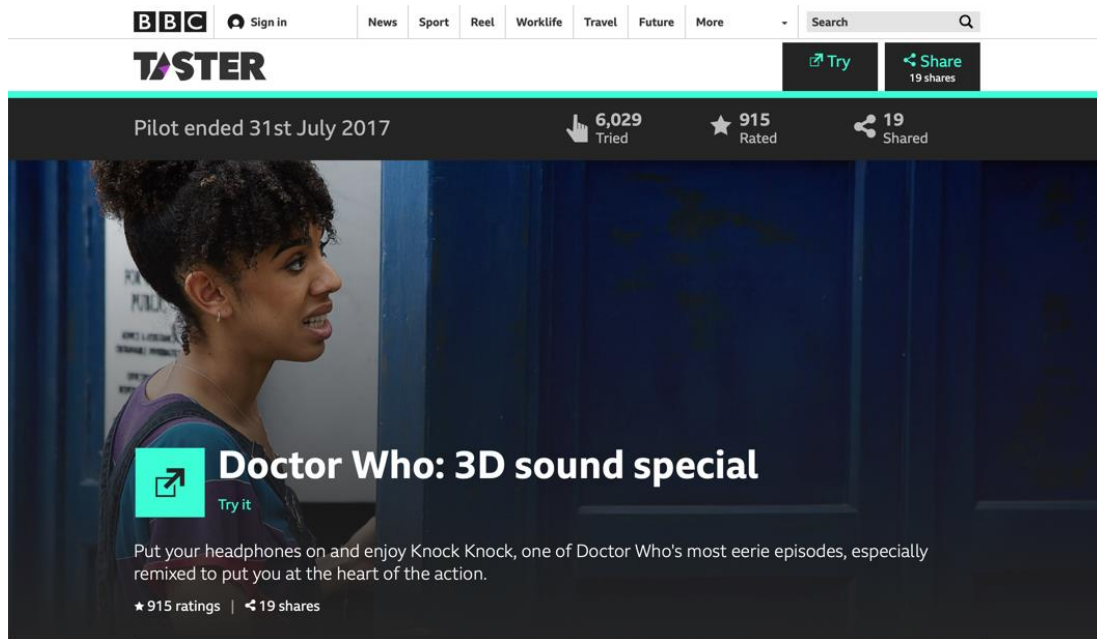 BBC Sign in News Sport Reel Worklife Travel Future More Search
TASTER
Try
Share
19 shares
Pilot ended 31st July 2017
6,029
Tried
915
Rated
19
Shared
Doctor Who: 3D sound special
Try it
Put your headphones on and enjoy Knock Knock, one of Doctor Who's most eerie episodes, especially
remixed to put you at the heart of the action.
915 ratings | 19 shares